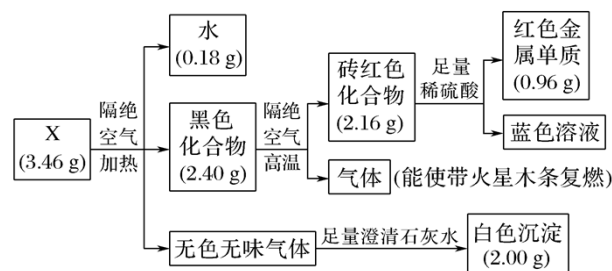 水
(0.18 g)
红色金
属单质
(0.96 g)
砖红色
化合物
(2.16 g)
足量
稀硫酸
隔绝
空气
加热
黑色
化合物
(2.40 g)
隔绝
空气
高温
X
(3.46 g)
蓝色溶液
气体 (能使带火星木条复燃)
无色无味气体
足量澄清石灰水
白色沉淀
(2.00 g)